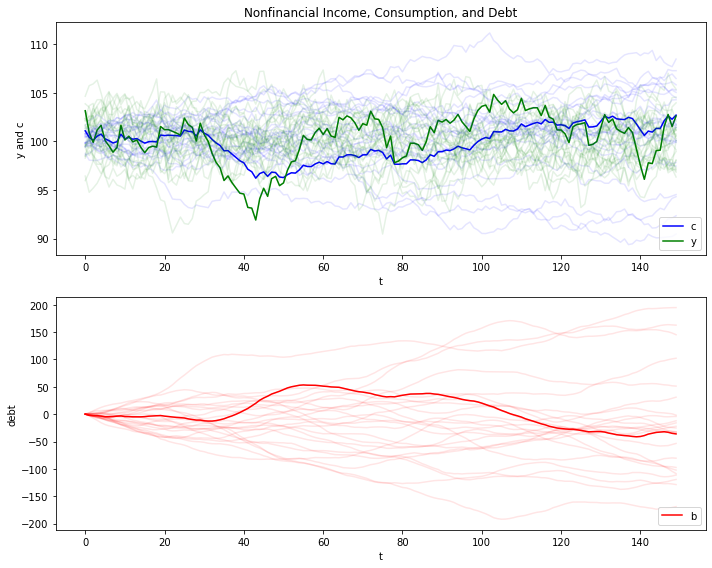 Nonfinancial Income, Consumption, and Debt
y and c
110
105
100
95
90
0 20 40 60 80 100 120 140
t
c
y
debt
200
150
100
50
0
−50
−100
−150
−200
0 20 40 60 80 100 120 140
t
b